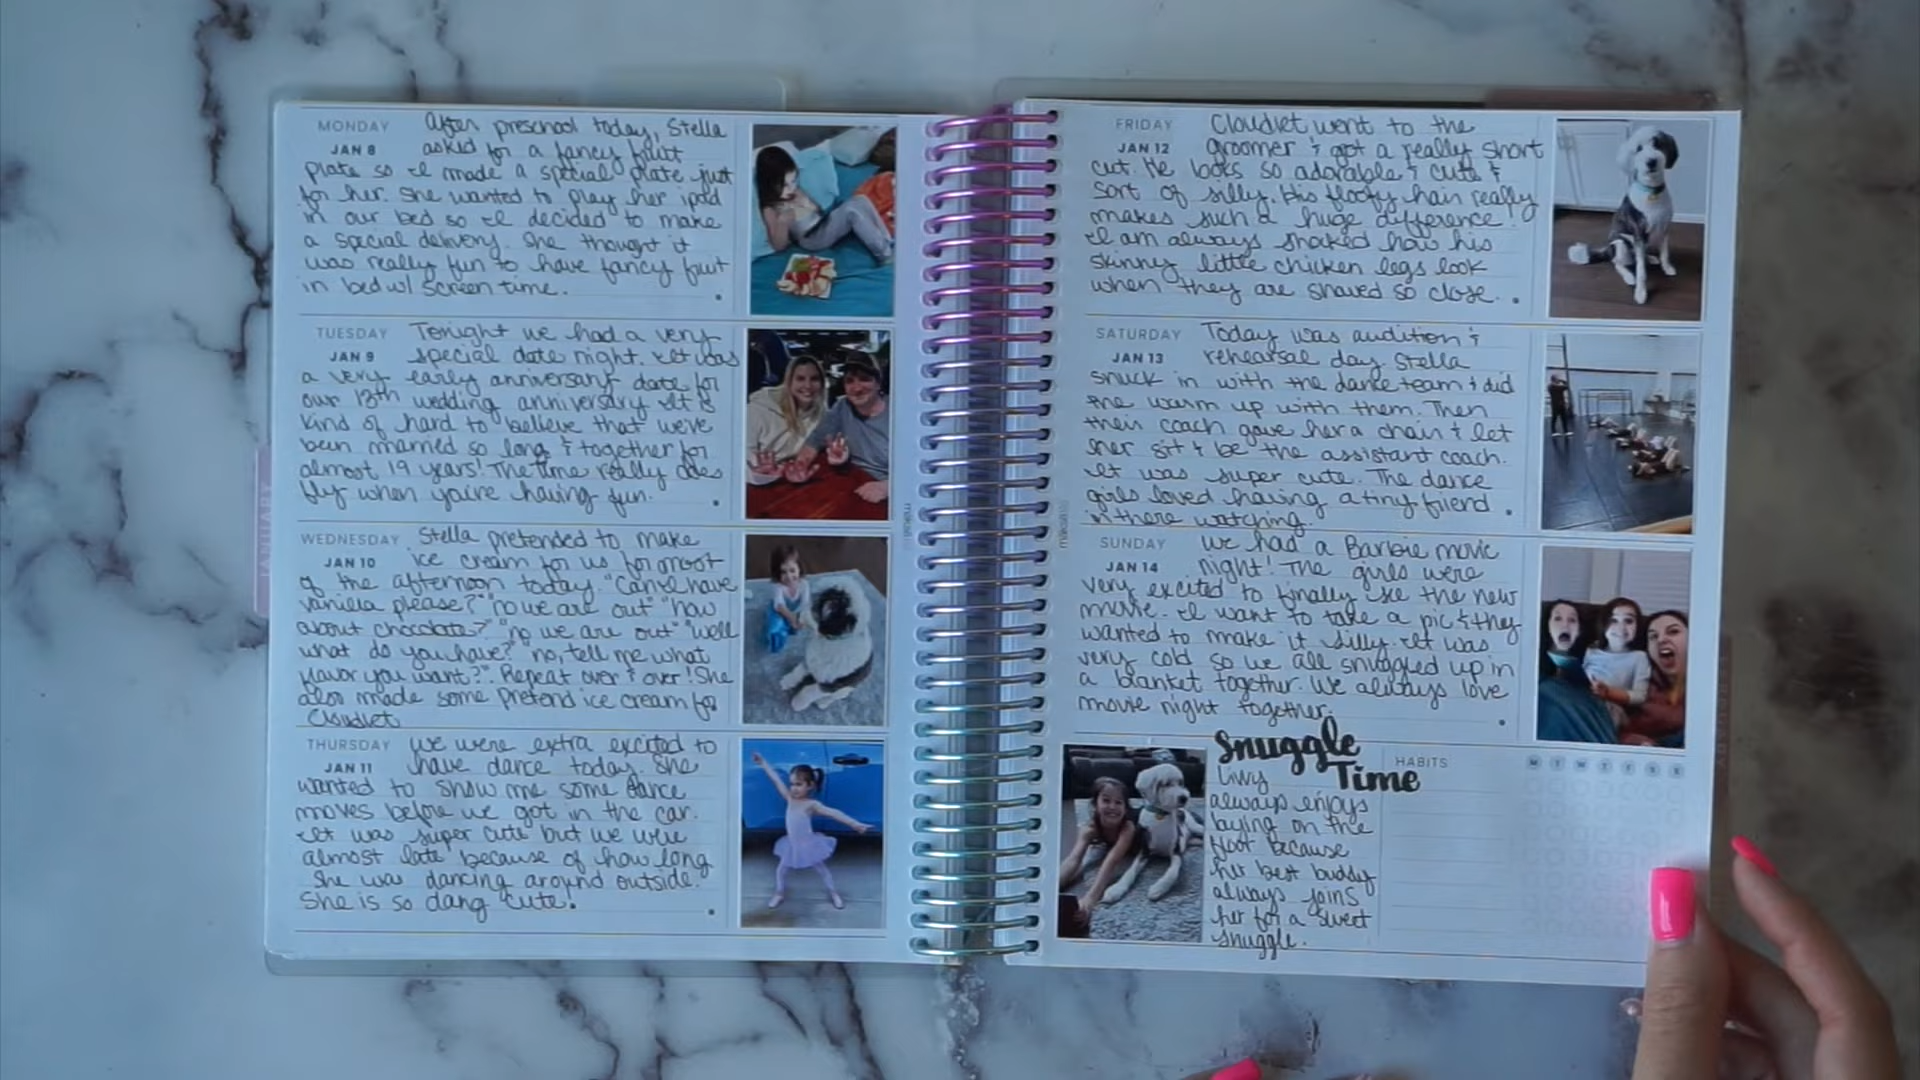 MONDAY
JAN 8
After preschool today, Stella
asked for a fancy fruit
plate so I made a special plate just
for her. She wanted to play her ipad
in our bed so I decided to make
a special delivery. She thought it
was really fun to have fancy fruit
in bed w/ screen time.
TUESDAY
JAN 9
Tonight we had a very
special date night. It was
a very early anniversary date for
our 13th wedding anniversary. It is
kind of hard to believe that we've
been married so long & together for
almost 19 years! The time really does
fly when you're having fun.
WEDNESDAY
JAN 10
Stella pretended to make
ice cream for us for most
of the afternoon today. "Can I have
vanilla please?" "no we are out" "how
about chocolate?" "no we are out" "well
what do you have?" "no, tell me what
flavor you want?". Repeat over & over! She
also made some pretend ice cream for
Cloudiet
THURSDAY
JAN 11
We were extra excited to
have dance today. She
wanted to show me some dance
moves before we got in the car.
It was super cute but we were
almost late because of how long
she was dancing around outside.
She is so dang cute!
JANUARY
FRIDAY
JAN 12
Cloudiet went to the
groomer & got a really short
cut. He looks so adorable & cute &
sort of silly. His floofy hair really
makes such a huge difference.
I am always shocked how his
skinny little chicken legs look
when they are shaved so close.
SATURDAY
JAN 13
Today was audition &
rehearsal day. Stella
snuck in with the dance team & did
the warm up with them. Then
their coach gave her a chair & let
her sit & be the assistant coach.
It was super cute. The dance
girls loved having a tiny friend
in there watching.
SUNDAY
JAN 14
We had a Barbie movie
night! The girls were
very excited to finally see the new
movie. I want to take a pic & they
wanted to make it silly. It was
very cold so we all snuggled up in
a blanket together. We always love
movie night together.
Snuggle
Time
Livvy
always enjoys
laying on the
floor because
her best buddy
always joins
her for a sweet
snuggle.
HABITS
M T W T F S S